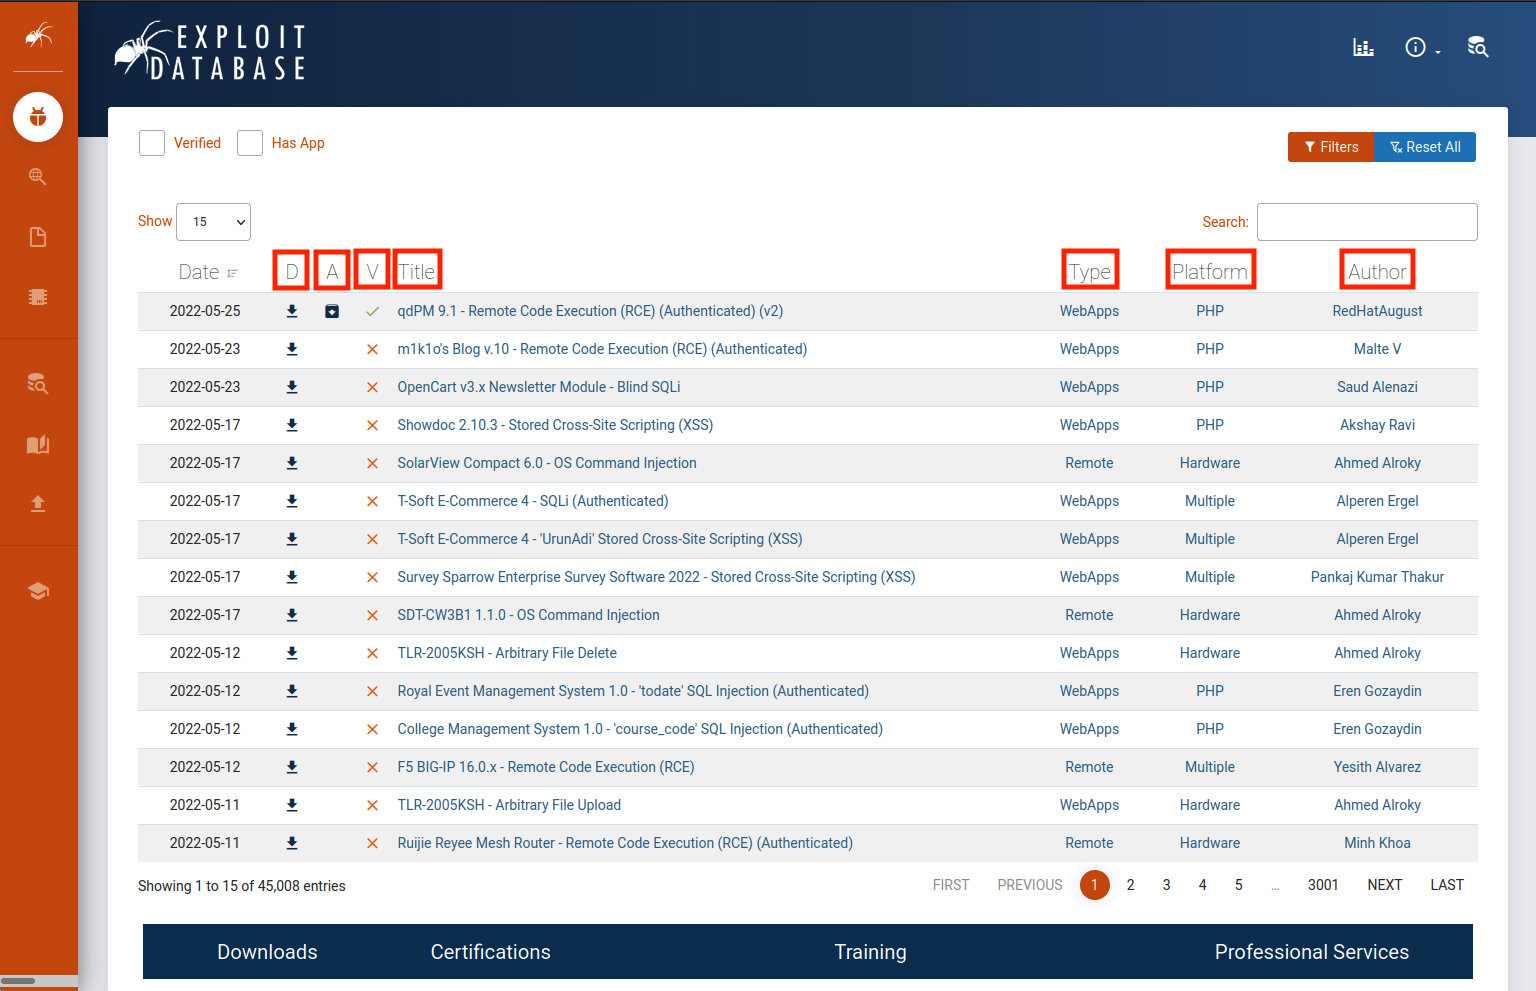 EXPLOIT
DATABASE
Verified Has App
Filters Reset All
Show 15 Search:
Date D A V Title Type Platform Author
2022-05-25 qdPM 9.1 - Remote Code Execution (RCE) (Authenticated) (v2) WebApps PHP RedHatAugust
2022-05-23 m1k1o's Blog v.10 - Remote Code Execution (RCE) (Authenticated) WebApps PHP Malte V
2022-05-23 OpenCart v3.x Newsletter Module - Blind SQLi WebApps PHP Saud Alenazi
2022-05-17 Showdoc 2.10.3 - Stored Cross-Site Scripting (XSS) WebApps PHP Akshay Ravi
2022-05-17 SolarView Compact 6.0 - OS Command Injection Remote Hardware Ahmed Alroky
2022-05-17 T-Soft E-Commerce 4 - SQLi (Authenticated) WebApps Multiple Alperen Ergel
2022-05-17 T-Soft E-Commerce 4 - 'UrunAdi' Stored Cross-Site Scripting (XSS) WebApps Multiple Alperen Ergel
2022-05-17 Survey Sparrow Enterprise Survey Software 2022 - Stored Cross-Site Scripting (XSS) WebApps Multiple Pankaj Kumar Thakur
2022-05-17 SDT-CW3B1 1.1.0 - OS Command Injection Remote Hardware Ahmed Alroky
2022-05-12 TLR-2005KSH - Arbitrary File Delete WebApps Hardware Ahmed Alroky
2022-05-12 Royal Event Management System 1.0 - 'todate' SQL Injection (Authenticated) WebApps PHP Eren Gozaydin
2022-05-12 College Management System 1.0 - 'course_code' SQL Injection (Authenticated) WebApps PHP Eren Gozaydin
2022-05-12 F5 BIG-IP 16.0.x - Remote Code Execution (RCE) Remote Multiple Yesith Alvarez
2022-05-11 TLR-2005KSH - Arbitrary File Upload WebApps Hardware Ahmed Alroky
2022-05-11 Ruijie Reyee Mesh Router - Remote Code Execution (RCE) (Authenticated) Remote Hardware Minh Khoa
Showing 1 to 15 of 45,008 entries FIRST PREVIOUS 1 2 3 4 5 ... 3001 NEXT LAST
Downloads Certifications Training Professional Services